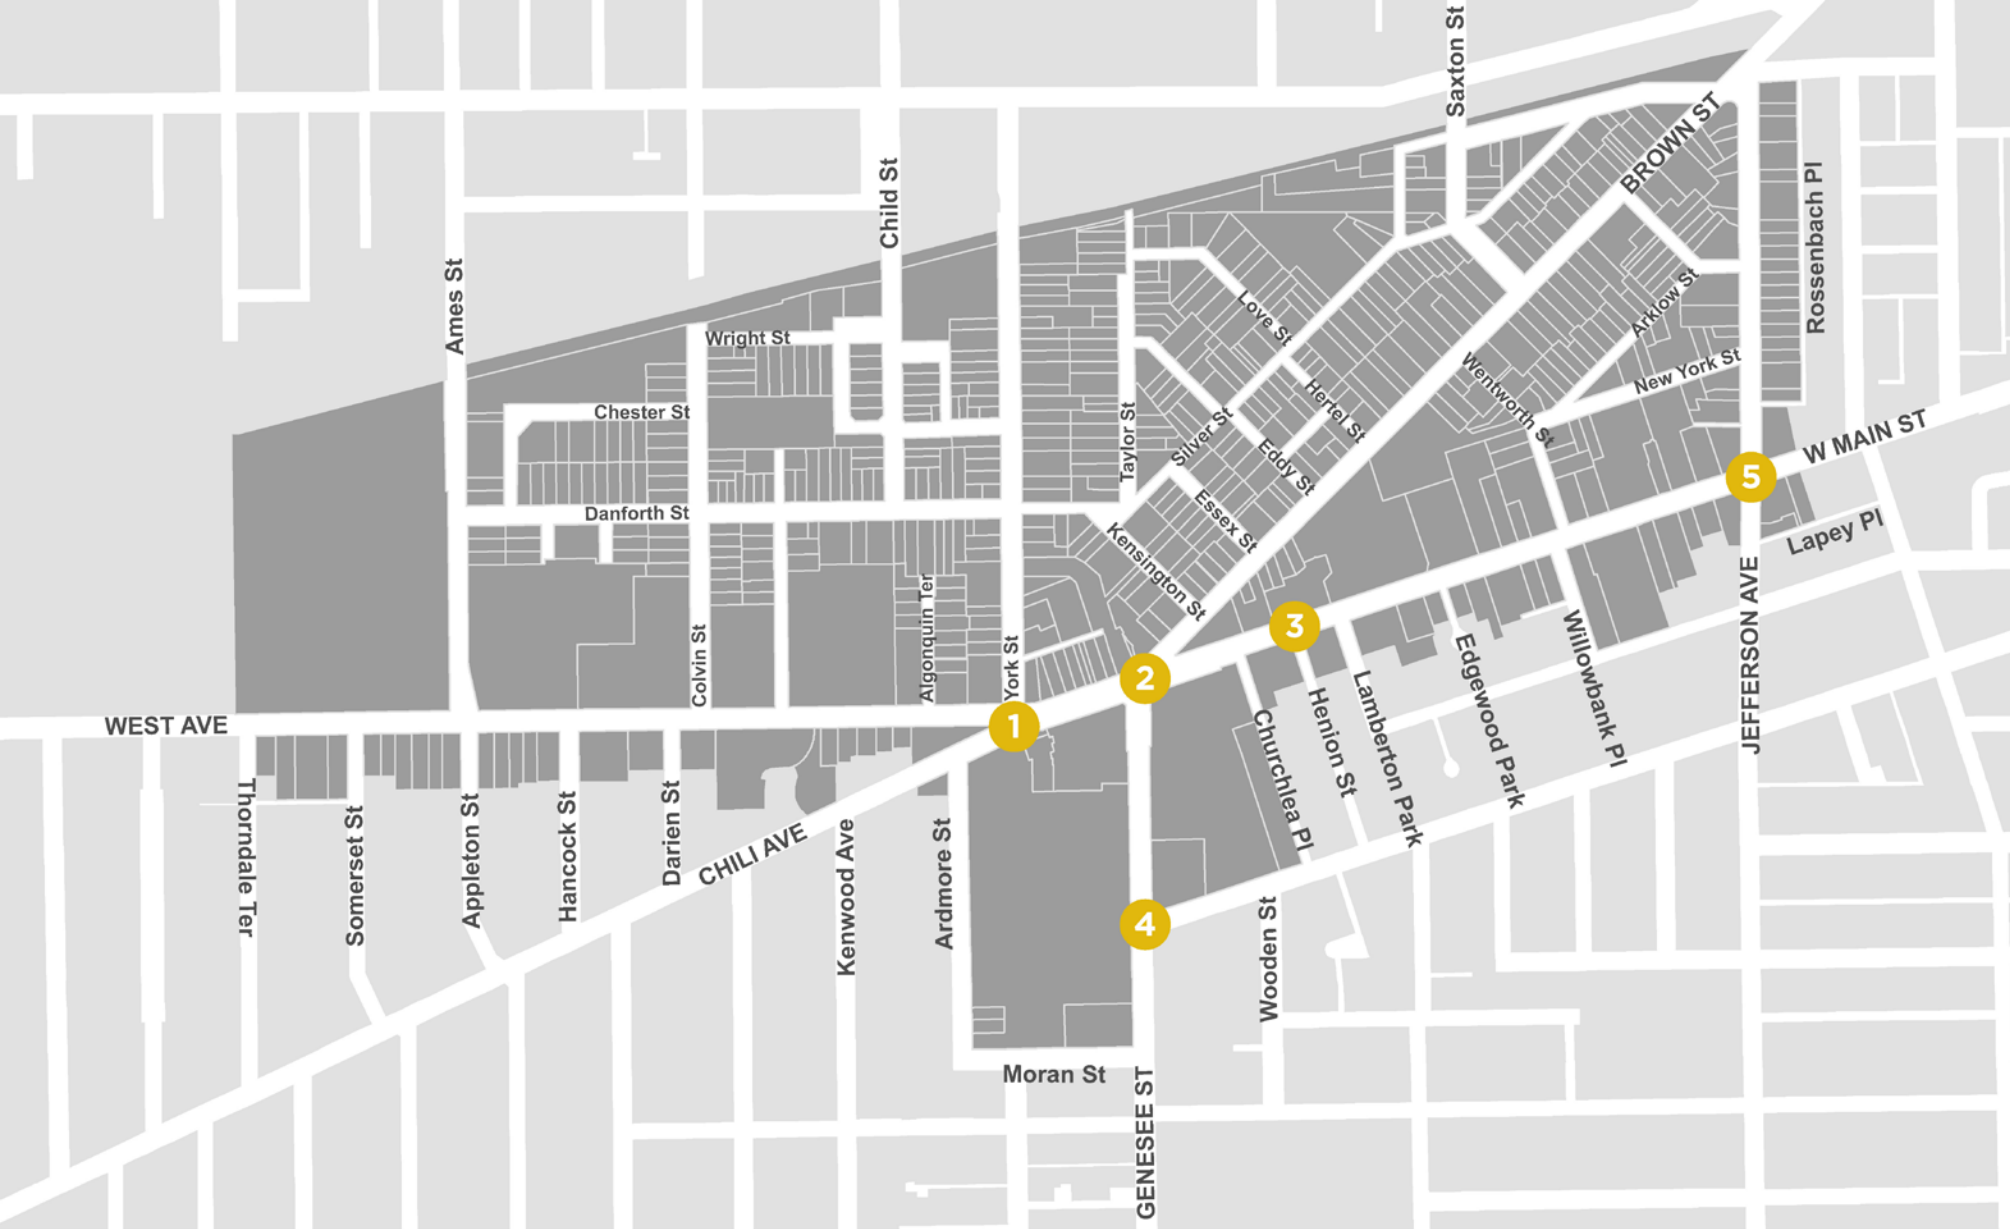 Saxton St
BROWN ST
Child St
Rossenbach Pl
Ames St
Arklow St
Love St
Wright St
New York St
Wentworth St
Hertel St
Chester St
Taylor St
Silver St
W MAIN ST
Eddy St
5
Danforth St
Essex St
Lapey Pl
Kensington St
Algonquin Ter
JEFFERSON AVE
3
Colvin St
York St
Willowbank Pl
Edgewood Park
2
Lamberton Park
Henion St
WEST AVE
1
Churchlea Pl
Thorndale Ter
Somerset St
Appleton St
Hancock St
Darien St
CHILI AVE
Kenwood Ave
Ardmore St
4
Wooden St
Moran St
GENESEE ST